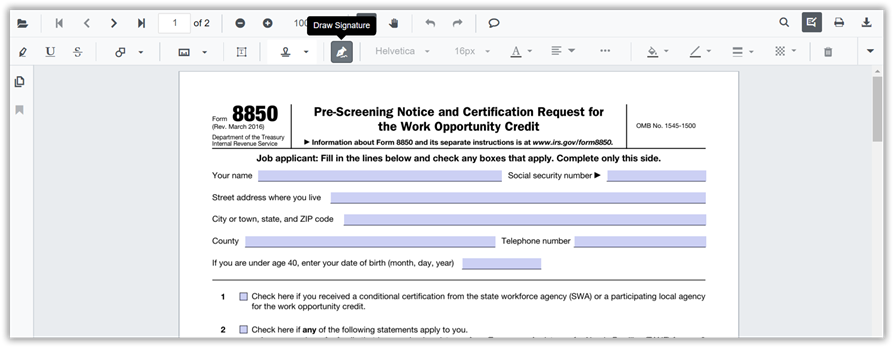 Draw Signature
1 of 2 100
U S Helvetica 16px A
Form 8850
(Rev. March 2016)
Department of the Treasury
Internal Revenue Service
Pre-Screening Notice and Certification Request for
the Work Opportunity Credit
▶ Information about Form 8850 and its separate instructions is at www.irs.gov/form8850.
OMB No. 1545-1500
Job applicant: Fill in the lines below and check any boxes that apply. Complete only this side.
Your name Social security number ▶
Street address where you live
City or town, state, and ZIP code
County Telephone number
If you are under age 40, enter your date of birth (month, day, year)
1 Check here if you received a conditional certification from the state workforce agency (SWA) or a participating local agency
for the work opportunity credit.
2 Check here if any of the following statements apply to you.